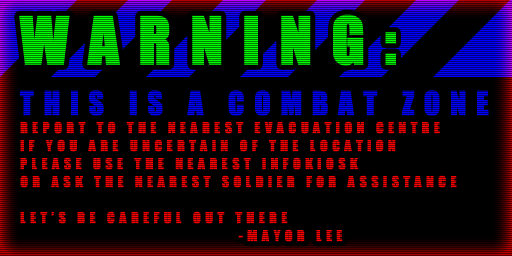 WARNING:
THIS IS A COMBAT ZONE
REPORT TO THE NEAREST EVACUATION CENTRE
IF YOU ARE UNCERTAIN OF THE LOCATION
PLEASE USE THE NEAREST INFOKIOSK
OR ASK THE NEAREST SOLDIER FOR ASSISTANCE
LET'S BE CAREFUL OUT THERE
-MAYOR LEE